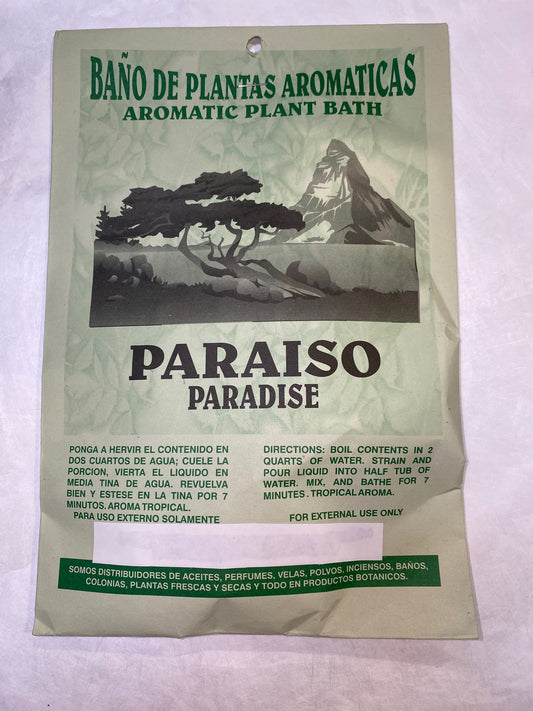 BAÑO DE PLANTAS AROMATICAS
AROMATIC PLANT BATH
PARAISO
PARADISE
PONGA A HERVIR EL CONTENIDO EN
DOS CUARTOS DE AGUA; CUELE LA
PORCION, VIERTA EL LIQUIDO EN
MEDIA TINA DE AGUA. REVUELVA
BIEN Y ESTESE EN LA TINA POR 7
MINUTOS. AROMA TROPICAL.
PARA USO EXTERNO SOLAMENTE
DIRECTIONS: BOIL CONTENTS IN 2
QUARTS OF WATER. STRAIN AND
POUR LIQUID INTO HALF TUB OF
WATER. MIX, AND BATHE FOR 7
MINUTES. TROPICAL AROMA.
FOR EXTERNAL USE ONLY
SOMOS DISTRIBUIDORES DE ACEITES, PERFUMES, VELAS, POLVOS, INCIENSOS, BAÑOS,
COLONIAS, PLANTAS FRESCAS Y SECAS Y TODO EN PRODUCTOS BOTANICOS.